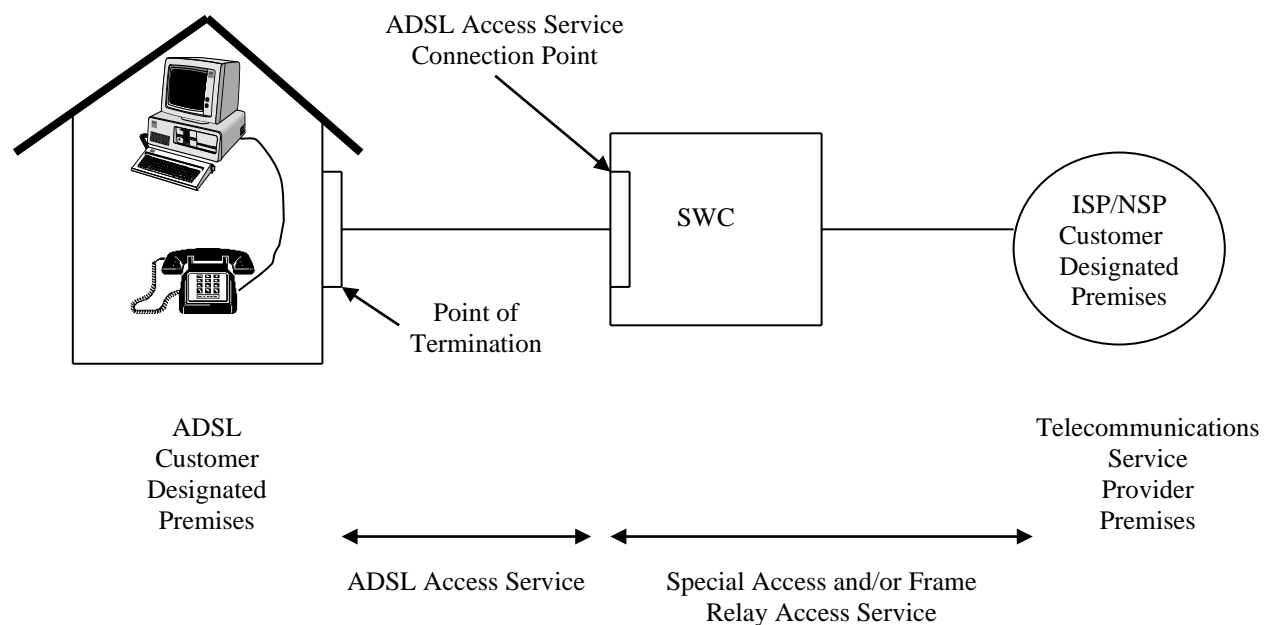 ADSL Access Service
Connection Point
SWC
ISP/NSP
Customer
Designated
Premises
Point of
Termination
ADSL
Customer
Designated
Premises
Telecommunications
Service
Provider
Premises
ADSL Access Service
Special Access and/or Frame
Relay Access Service